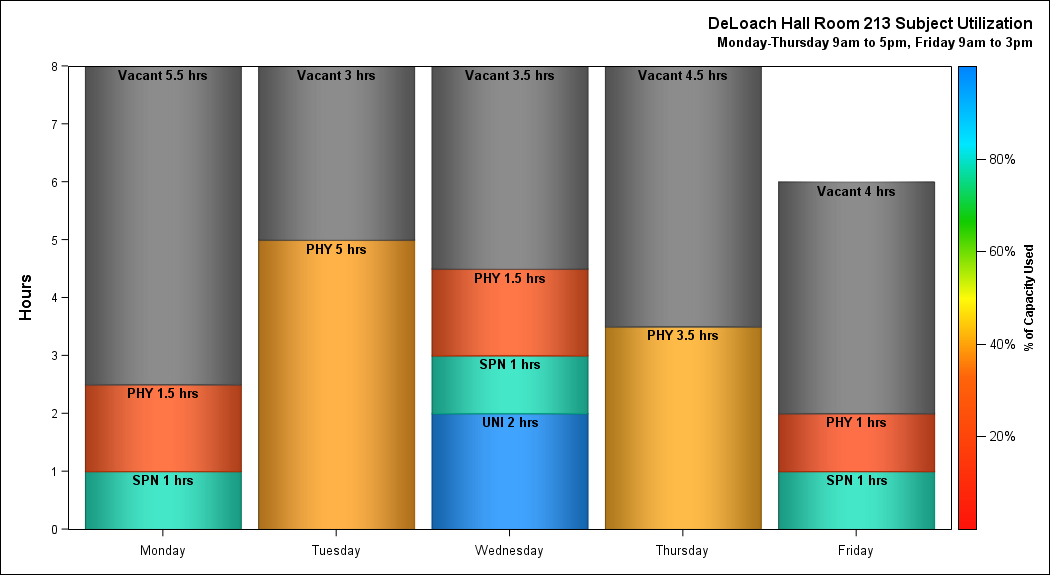 DeLoach Hall Room 213 Subject Utilization
Monday-Thursday 9am to 5pm, Friday 9am to 3pm
Hours
8
7
6
5
4
3
2
1
0
Vacant 5.5 hrs
PHY 1.5 hrs
SPN 1 hrs
Vacant 3 hrs
PHY 5 hrs
Vacant 3.5 hrs
PHY 1.5 hrs
SPN 1 hrs
UNI 2 hrs
Vacant 4.5 hrs
PHY 3.5 hrs
Vacant 4 hrs
PHY 1 hrs
SPN 1 hrs
Monday
Tuesday
Wednesday
Thursday
Friday
80%
60%
40%
20%
% of Capacity Used